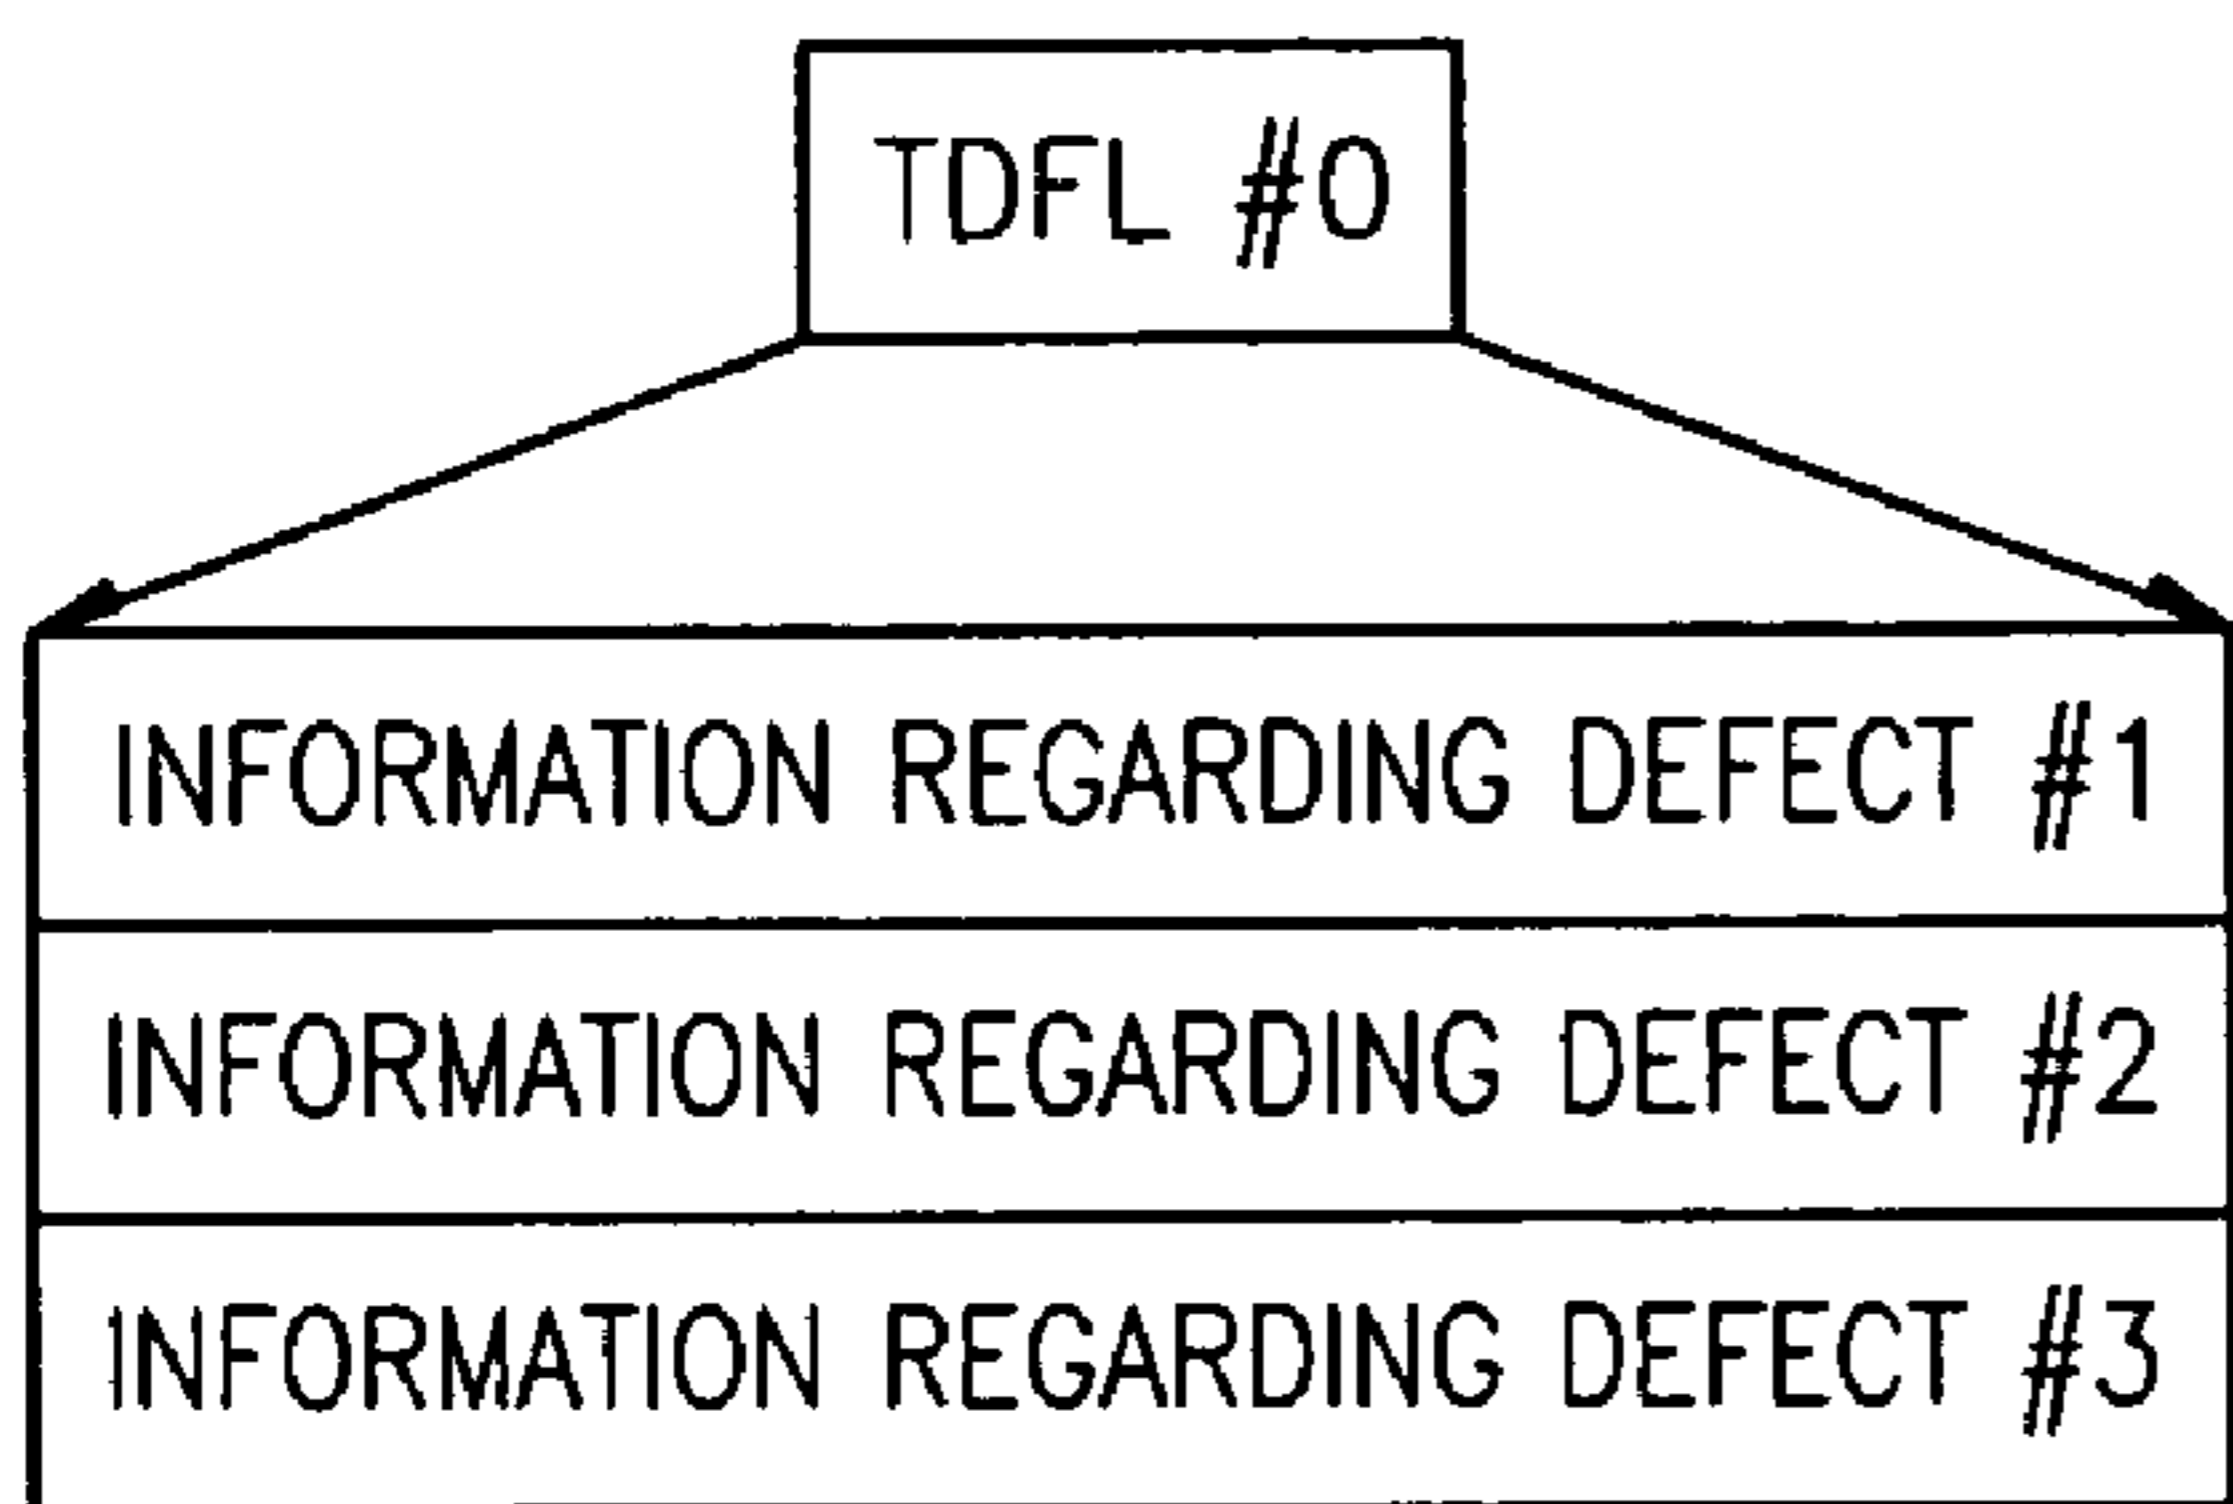 TDFL #0
INFORMATION REGARDING DEFECT #1
INFORMATION REGARDING DEFECT #2
INFORMATION REGARDING DEFECT #3